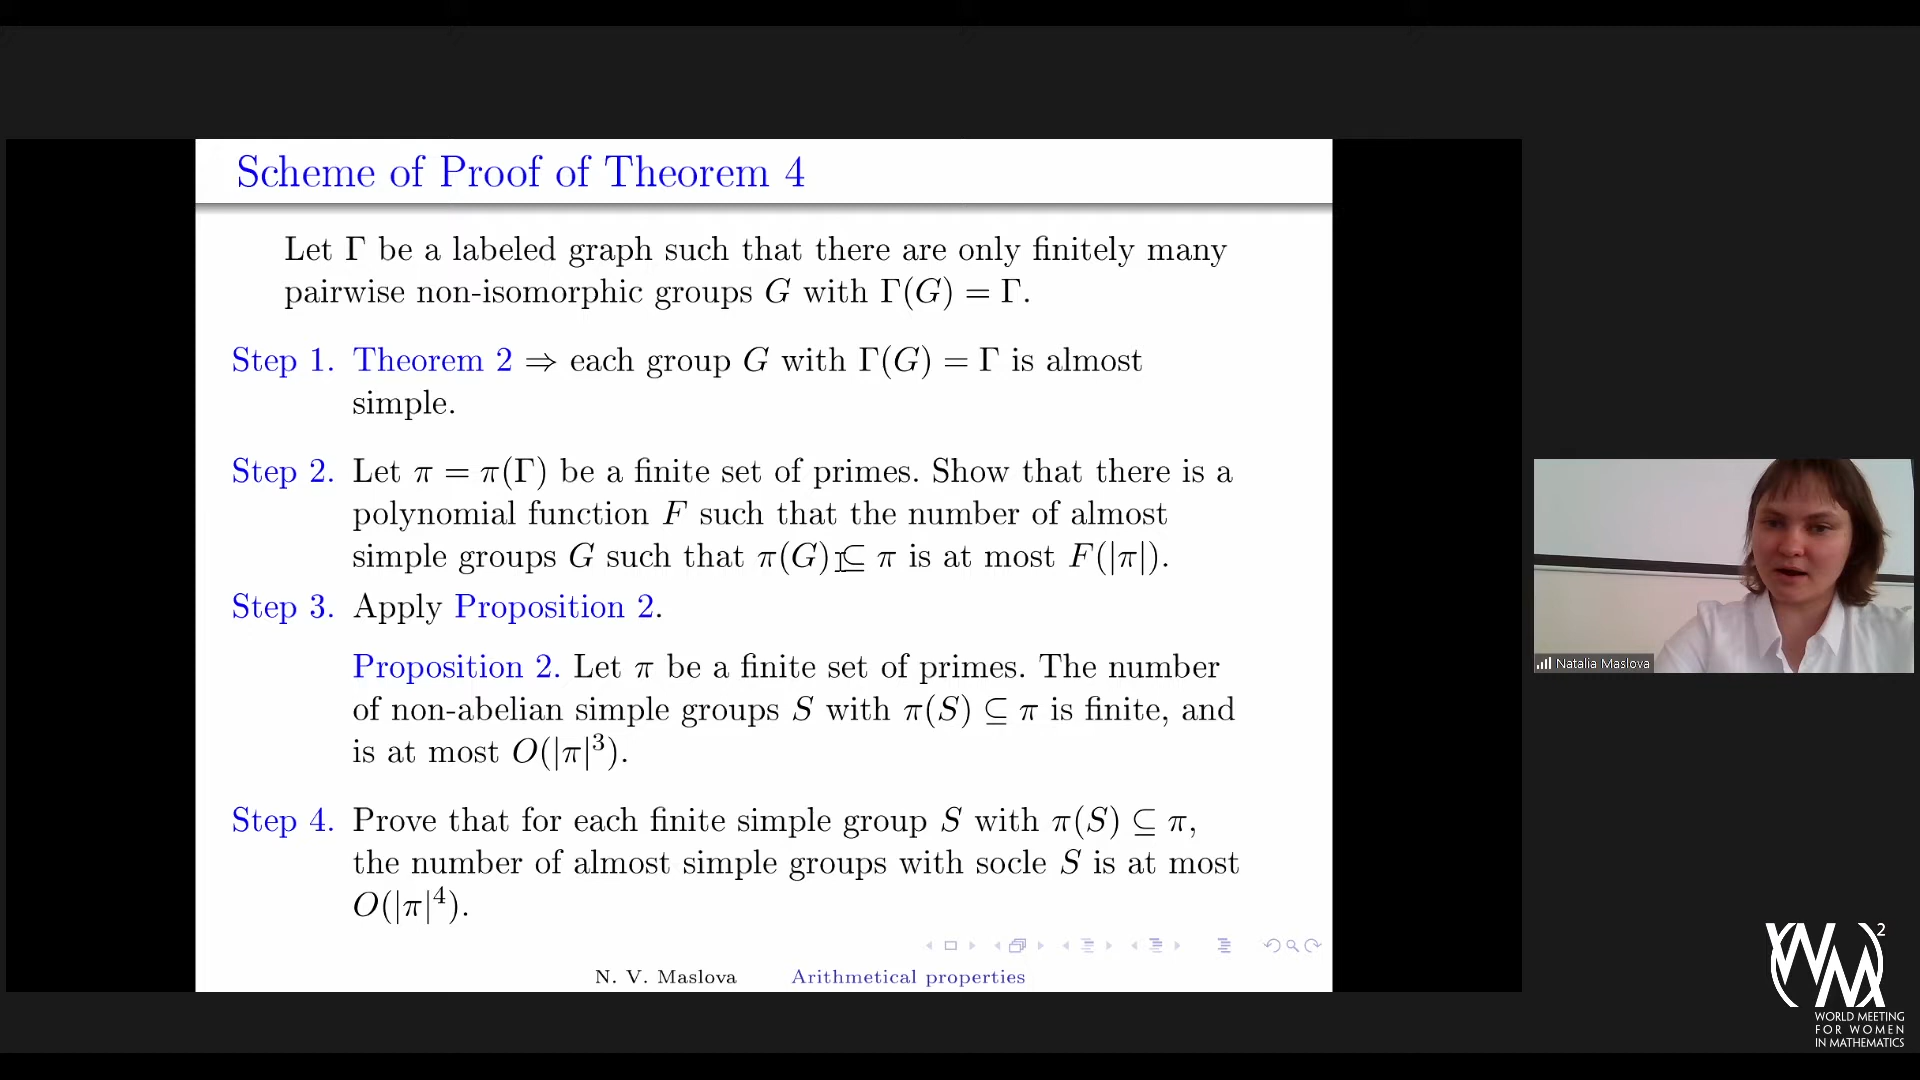 Scheme of Proof of Theorem 4
Let Γ be a labeled graph such that there are only finitely many
pairwise non-isomorphic groups G with Γ(G) = Γ.
Step 1. Theorem 2 ⇒ each group G with Γ(G) = Γ is almost
simple.
Step 2. Let π = π(Γ) be a finite set of primes. Show that there is a
polynomial function F such that the number of almost
simple groups G such that π(G) ⊆ π is at most F(|π|).
Step 3. Apply Proposition 2.
Proposition 2. Let π be a finite set of primes. The number
of non-abelian simple groups S with π(S) ⊆ π is finite, and
is at most O(|π|³).
Step 4. Prove that for each finite simple group S with π(S) ⊆ π,
the number of almost simple groups with socle S is at most
O(|π|⁴).
N. V. Maslova Arithmetical properties
Natalia Maslova
(WM)²
WORLD MEETING
FOR WOMEN
IN MATHEMATICS